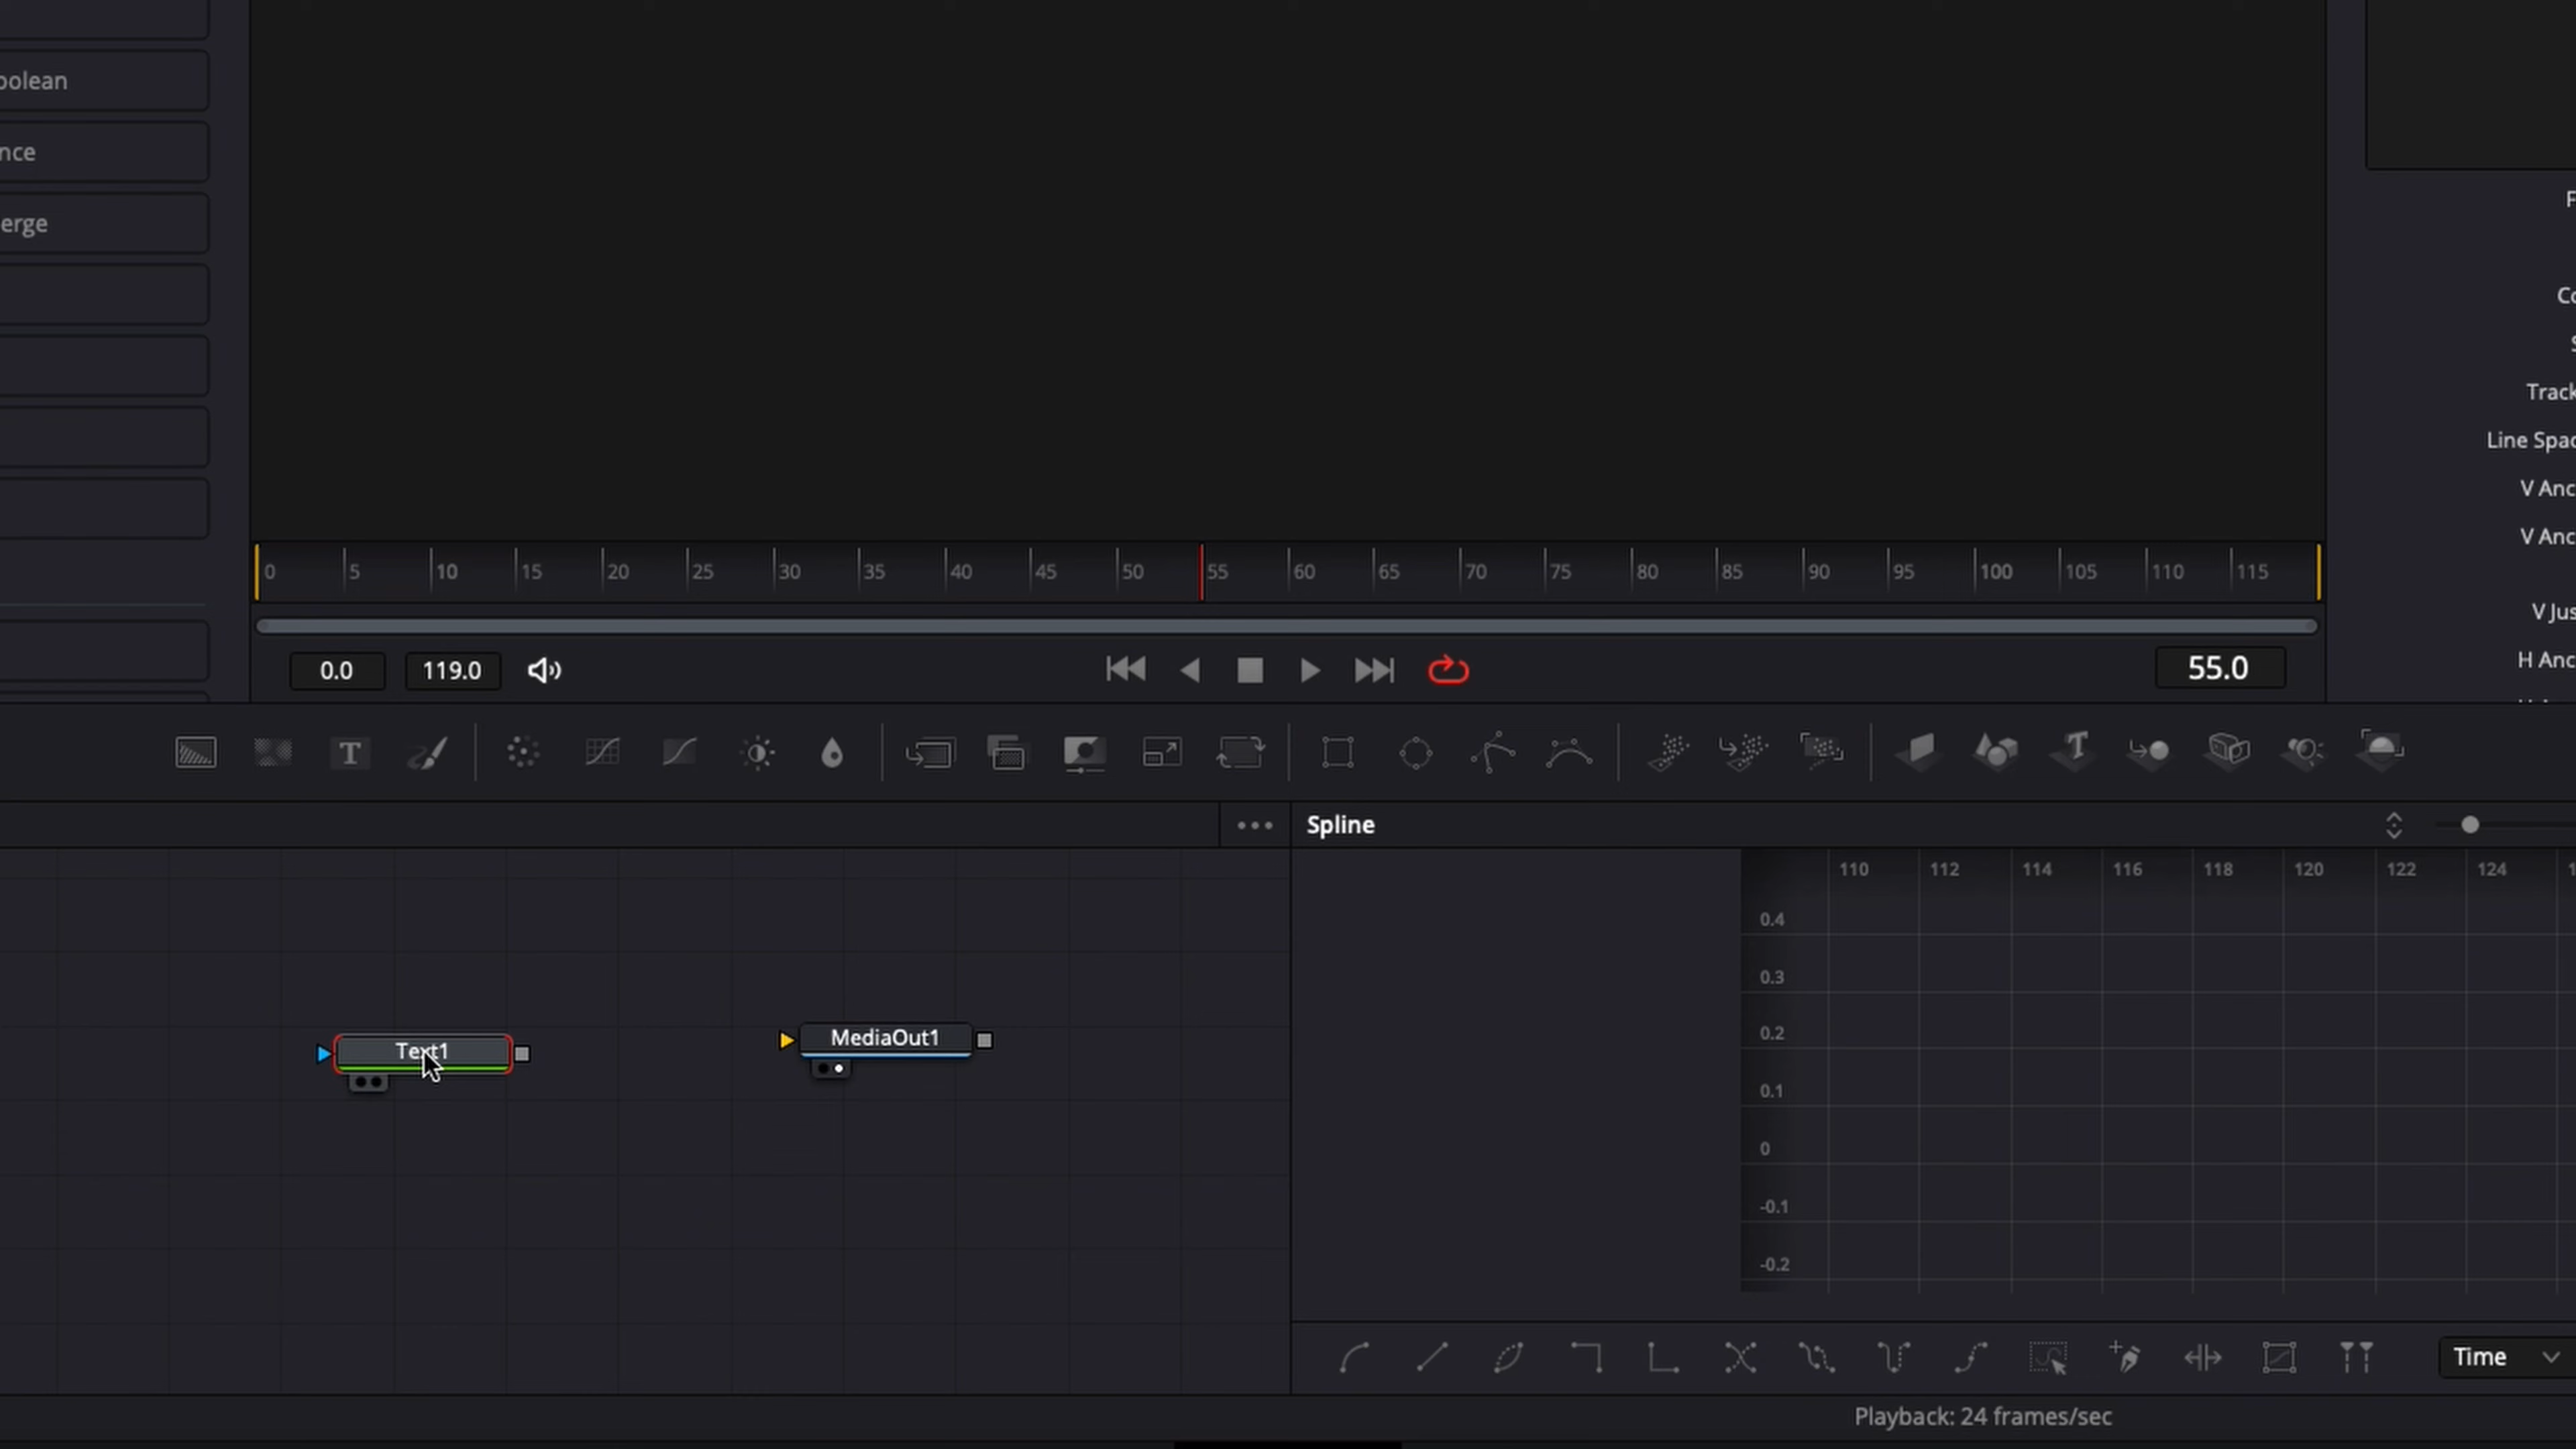 oolean
nce
erge
F
Co
S
Track
Line Spac
V Anc
V Anc
V Jus
H Anc
0 5 10 15 20 25 30 35 40 45 50 55 60 65 70 75 80 85 90 95 100 105 110 115
0.0 119.0 55.0
T
Spline
110 112 114 116 118 120 122 124
0.4
0.3
0.2
0.1
0
-0.1
-0.2
Text1
MediaOut1
Time
Playback: 24 frames/sec